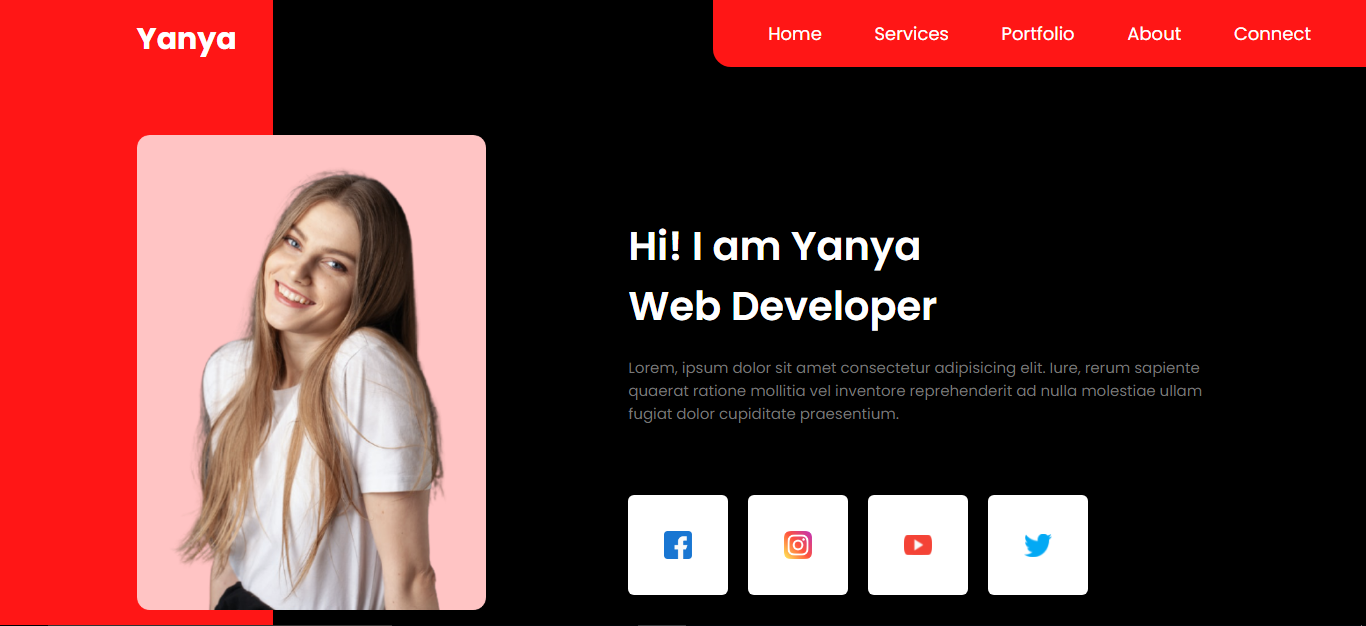 Yanya
Home Services Portfolio About Connect
Hi! I am Yanya
Web Developer
Lorem, ipsum dolor sit amet consectetur adipisicing elit. Iure, rerum sapiente
quaerat ratione mollitia vel inventore reprehenderit ad nulla molestiae ullam
fugiat dolor cupiditate praesentium.